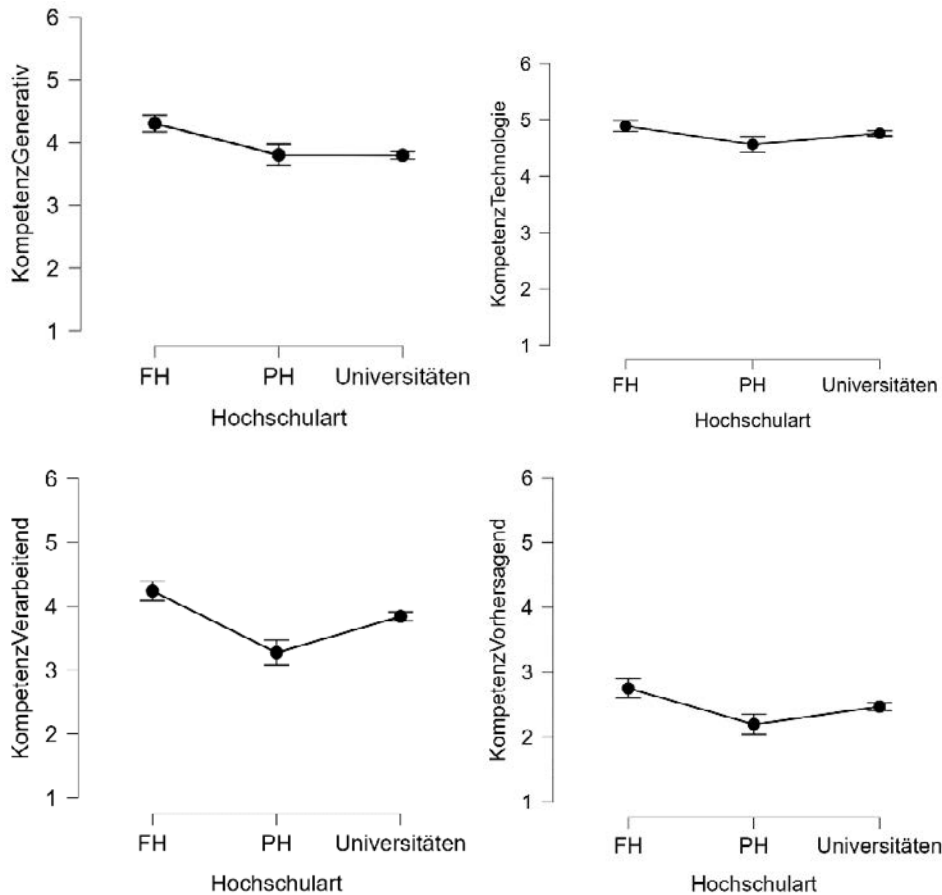 KompetenzGenerativ
6
5
4
3
2
1
FH PH Universitäten
Hochschulart
KompetenzTechnologie
6
5
4
3
2
1
FH PH Universitäten
Hochschulart
KompetenzVerarbeitend
6
5
4
3
2
1
FH PH Universitäten
Hochschulart
KompetenzVorhersagend
6
5
4
3
2
1
FH PH Universitäten
Hochschulart